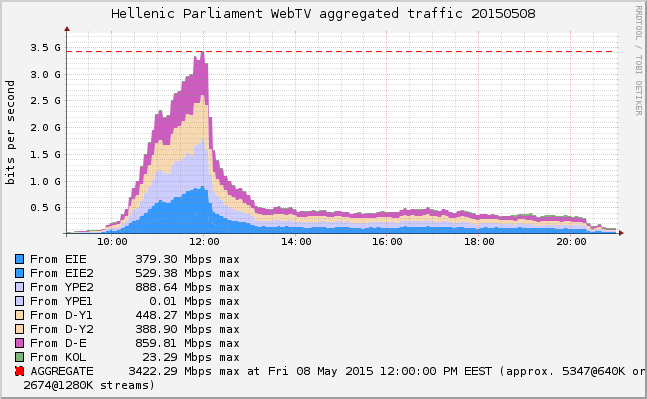 Hellenic Parliament WebTV aggregated traffic 20150508
RRDTOOL / TOBI OETIKER
bits per second
3.5 G
3.0 G
2.5 G
2.0 G
1.5 G
1.0 G
0.5 G
10:00 12:00 14:00 16:00 18:00 20:00
From EIE 379.30 Mbps max
From EIE2 529.38 Mbps max
From YPE2 888.64 Mbps max
From YPE1 0.01 Mbps max
From D-Y1 448.27 Mbps max
From D-Y2 388.90 Mbps max
From D-E 859.81 Mbps max
From KOL 23.29 Mbps max
AGGREGATE 3422.29 Mbps max at Fri 08 May 2015 12:00:00 PM EEST (approx. 5347@640K or
2674@1280K streams)